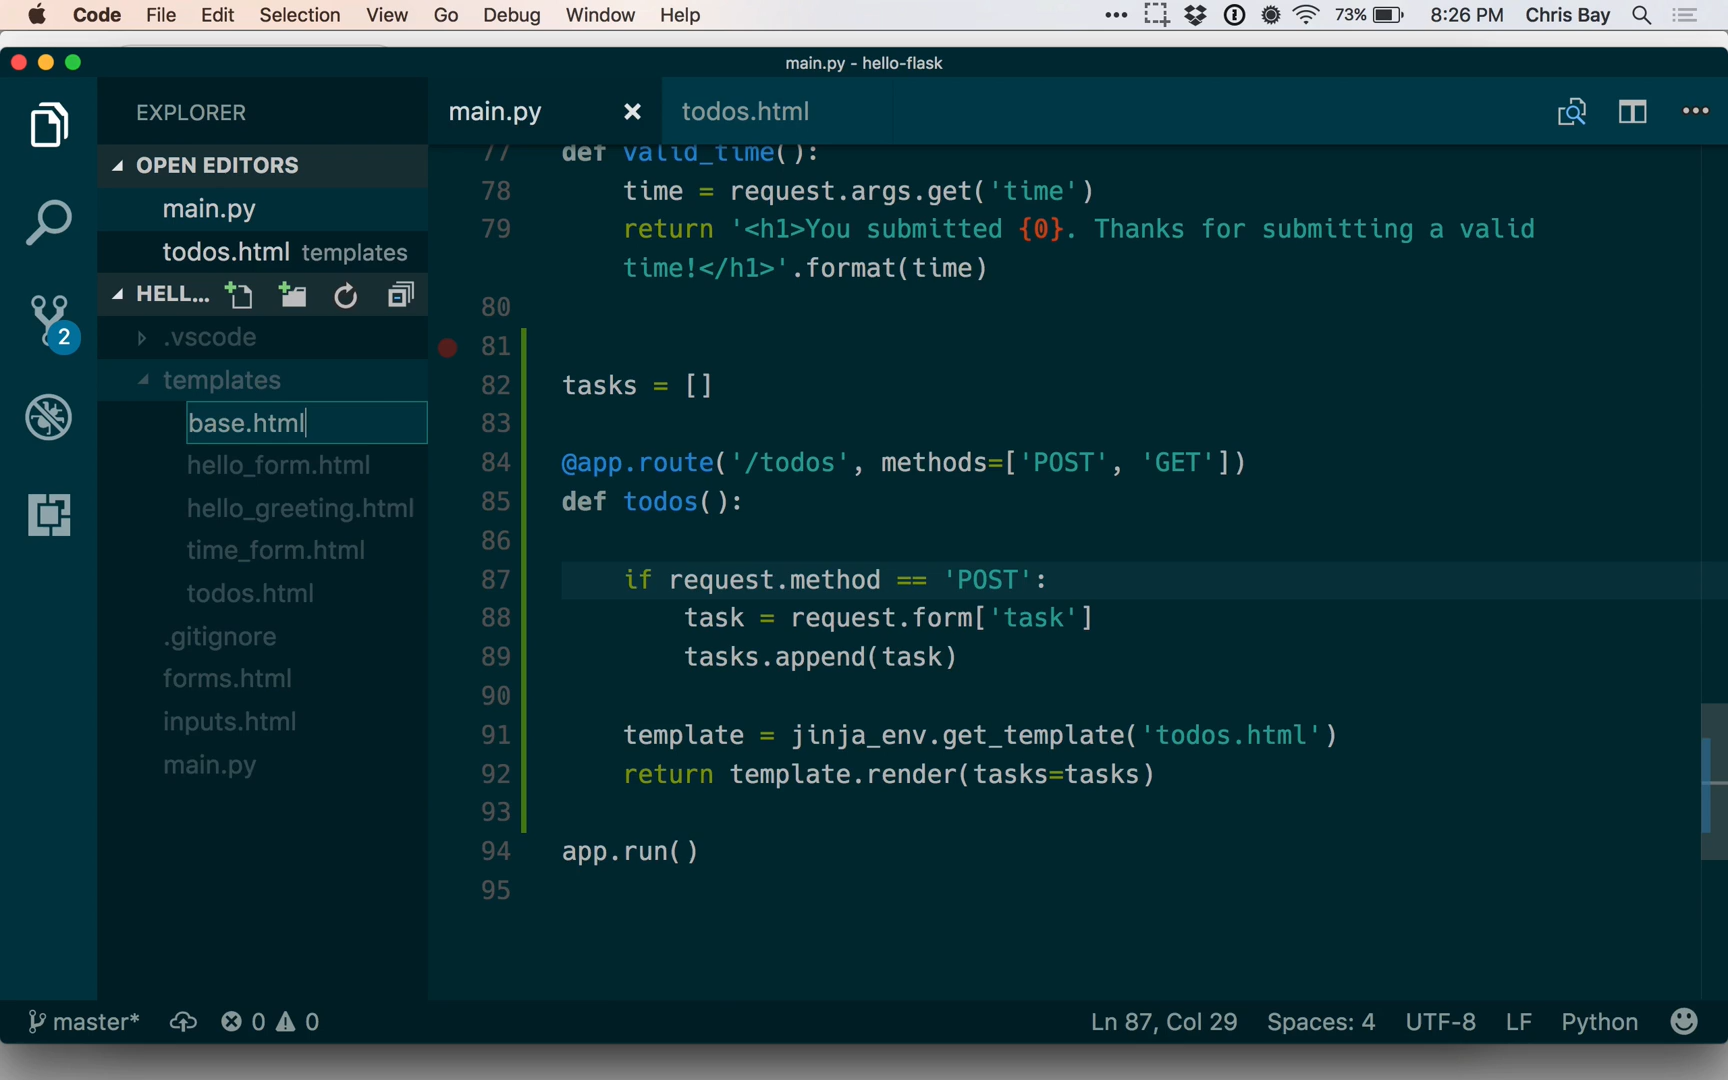 Code File Edit Selection View Go Debug Window Help 73% 8:26 PM Chris Bay
main.py - hello-flask
EXPLORER
main.py
todos.html
OPEN EDITORS
main.py
todos.html templates
HELL...
.vscode
templates
base.html
hello_form.html
hello_greeting.html
time_form.html
todos.html
.gitignore
forms.html
inputs.html
main.py
2
77 def valid_time():
78 time = request.args.get('time')
79 return '<h1>You submitted {0}. Thanks for submitting a valid
time!</h1>'.format(time)
80
81
82 tasks = []
83
84 @app.route('/todos', methods=['POST', 'GET'])
85 def todos():
86
87 if request.method == 'POST':
88 task = request.form['task']
89 tasks.append(task)
90
91 template = jinja_env.get_template('todos.html')
92 return template.render(tasks=tasks)
93
94 app.run()
95
master* 0 0 Ln 87, Col 29 Spaces: 4 UTF-8 LF Python